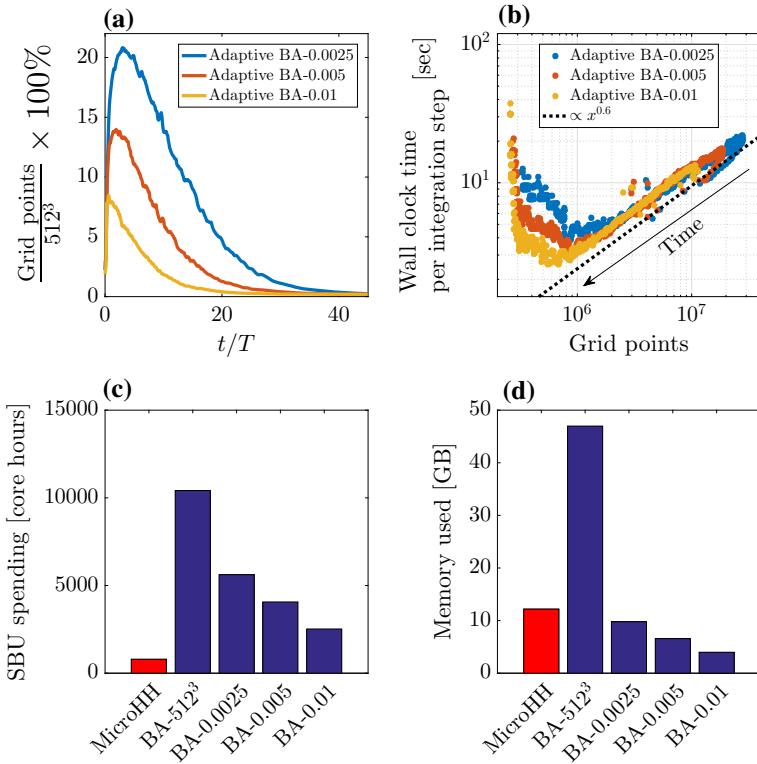 (a)
Grid points / 512³ × 100%
20
15
10
5
0
0 20 40
t/T
Adaptive BA-0.0025
Adaptive BA-0.005
Adaptive BA-0.01
(b)
Wall clock time
per integration step [sec]
10²
10¹
10⁶ 10⁷
Grid points
Adaptive BA-0.0025
Adaptive BA-0.005
Adaptive BA-0.01
∝ x^0.6
Time
(c)
SBU spending [core hours]
15000
10000
5000
0
MicroHH
BA-512³
BA-0.0025
BA-0.005
BA-0.01
(d)
Memory used [GB]
50
40
30
20
10
0
MicroHH
BA-512³
BA-0.0025
BA-0.005
BA-0.01